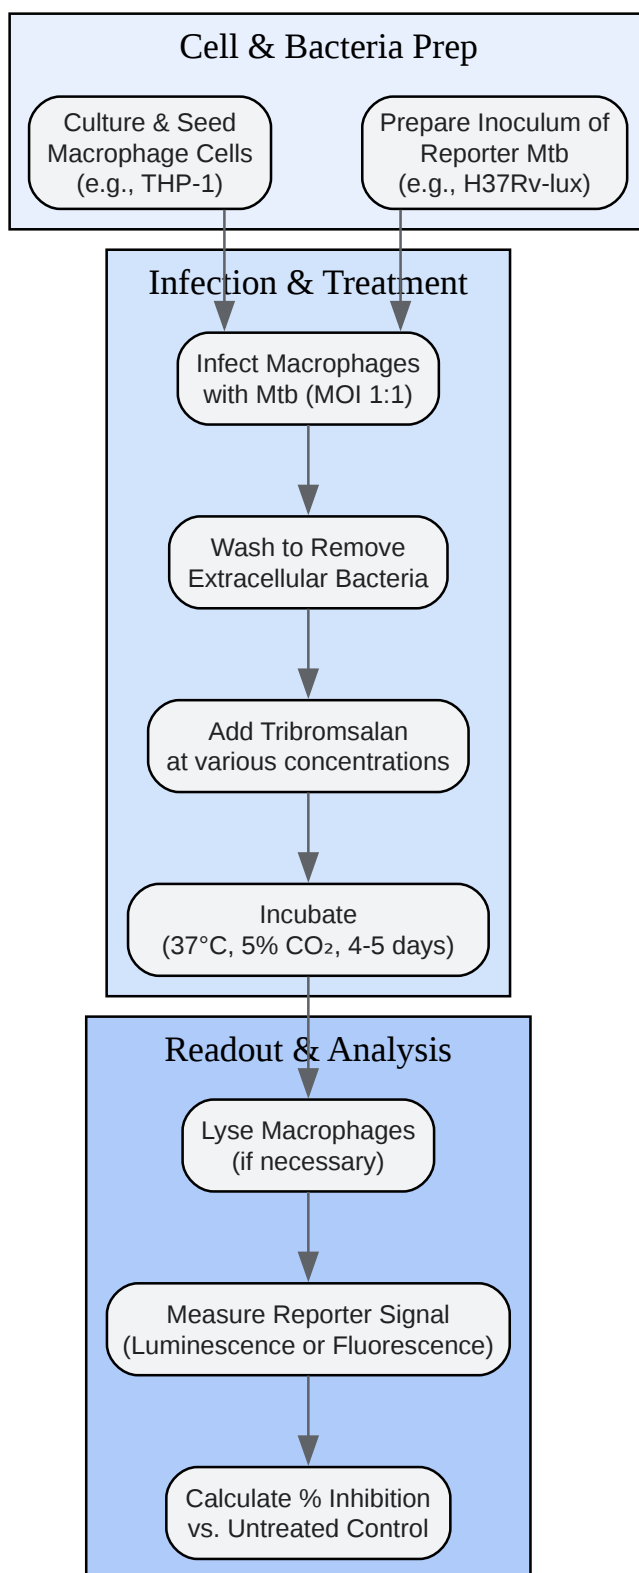 Cell & Bacteria Prep
Culture & Seed
Macrophage Cells
(e.g., THP-1)
Prepare Inoculum of
Reporter Mtb
(e.g., H37Rv-lux)
Infection & Treatment
Infect Macrophages
with Mtb (MOI 1:1)
Wash to Remove
Extracellular Bacteria
Add Tribromsalan
at various concentrations
Incubate
(37°C, 5% CO₂, 4-5 days)
Readout & Analysis
Lyse Macrophages
(if necessary)
Measure Reporter Signal
(Luminescence or Fluorescence)
Calculate % Inhibition
vs. Untreated Control